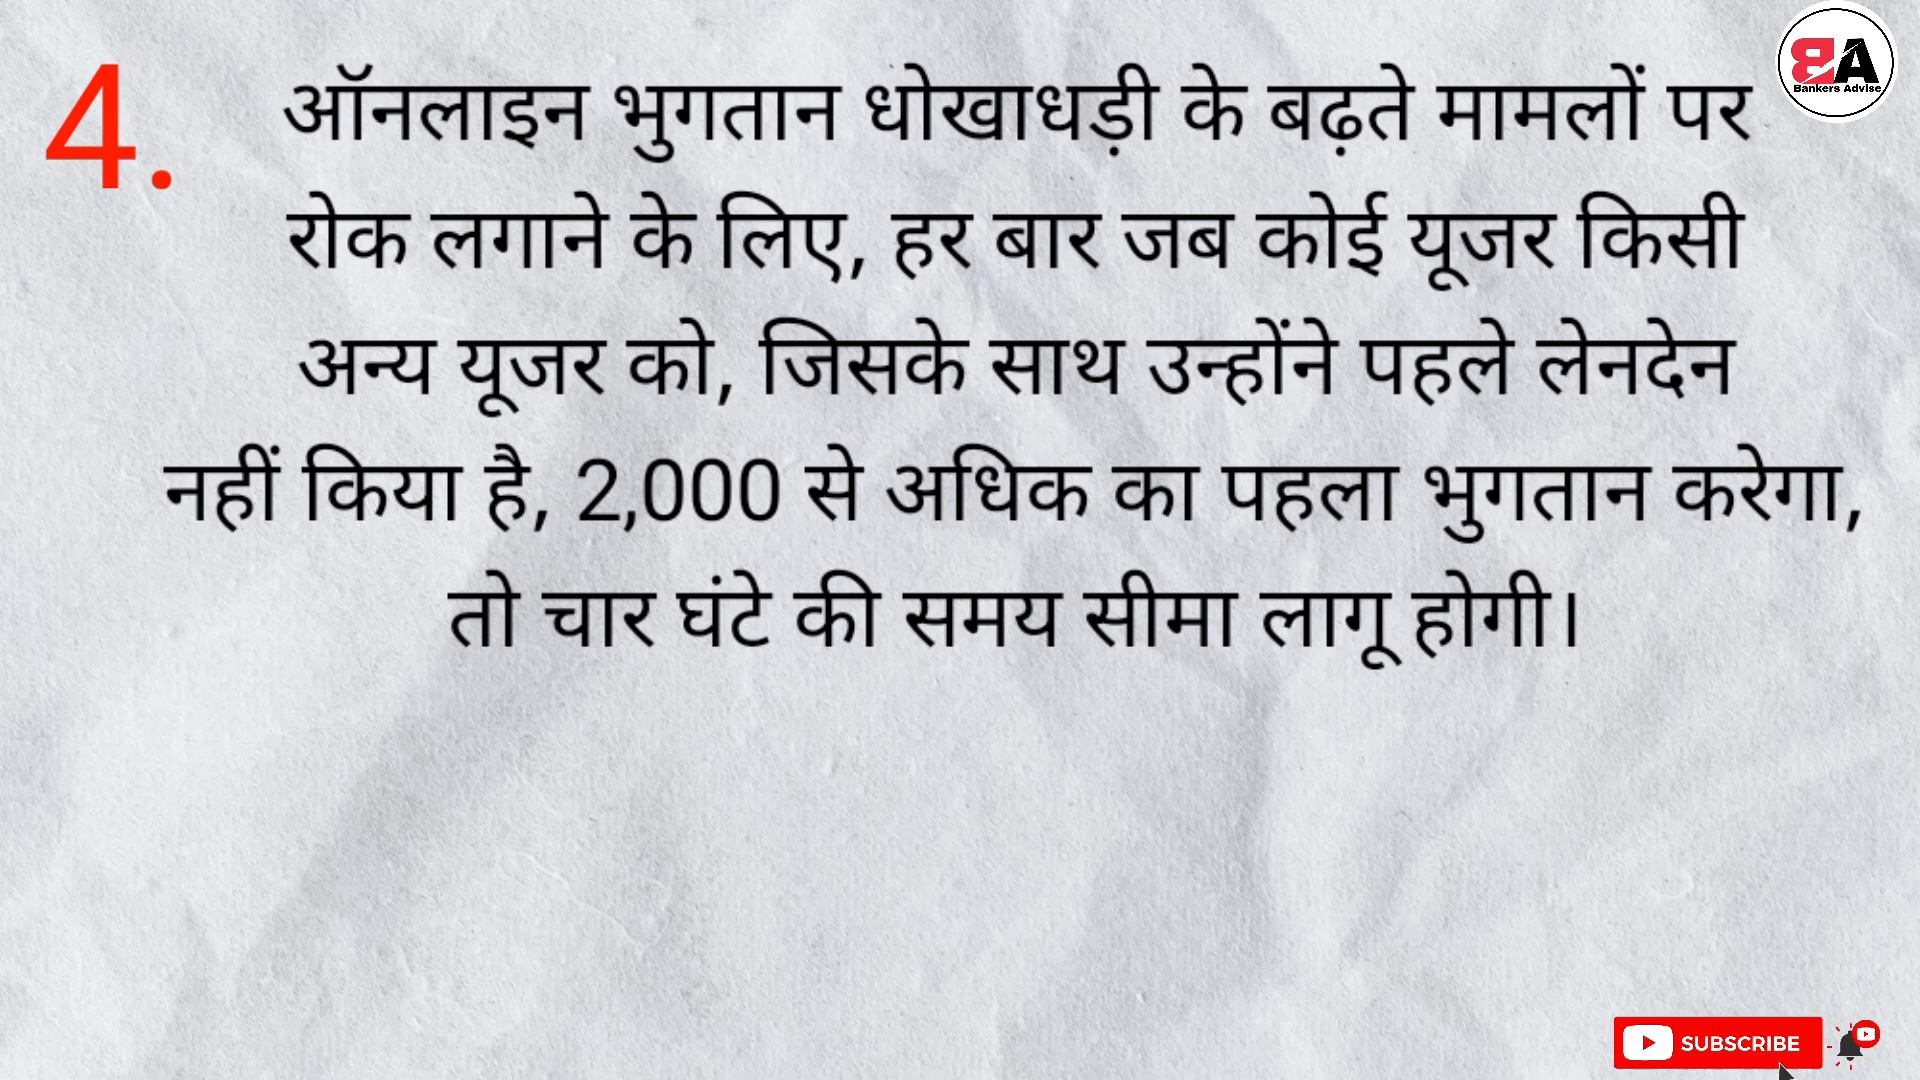 4. ऑनलाइन भुगतान धोखाधड़ी के बढ़ते मामलों पर
रोक लगाने के लिए, हर बार जब कोई यूजर किसी
अन्य यूजर को, जिसके साथ उन्होंने पहले लेनदेन
नहीं किया है, 2,000 से अधिक का पहला भुगतान करेगा,
तो चार घंटे की समय सीमा लागू होगी।
BA
Bankers Advise
SUBSCRIBE